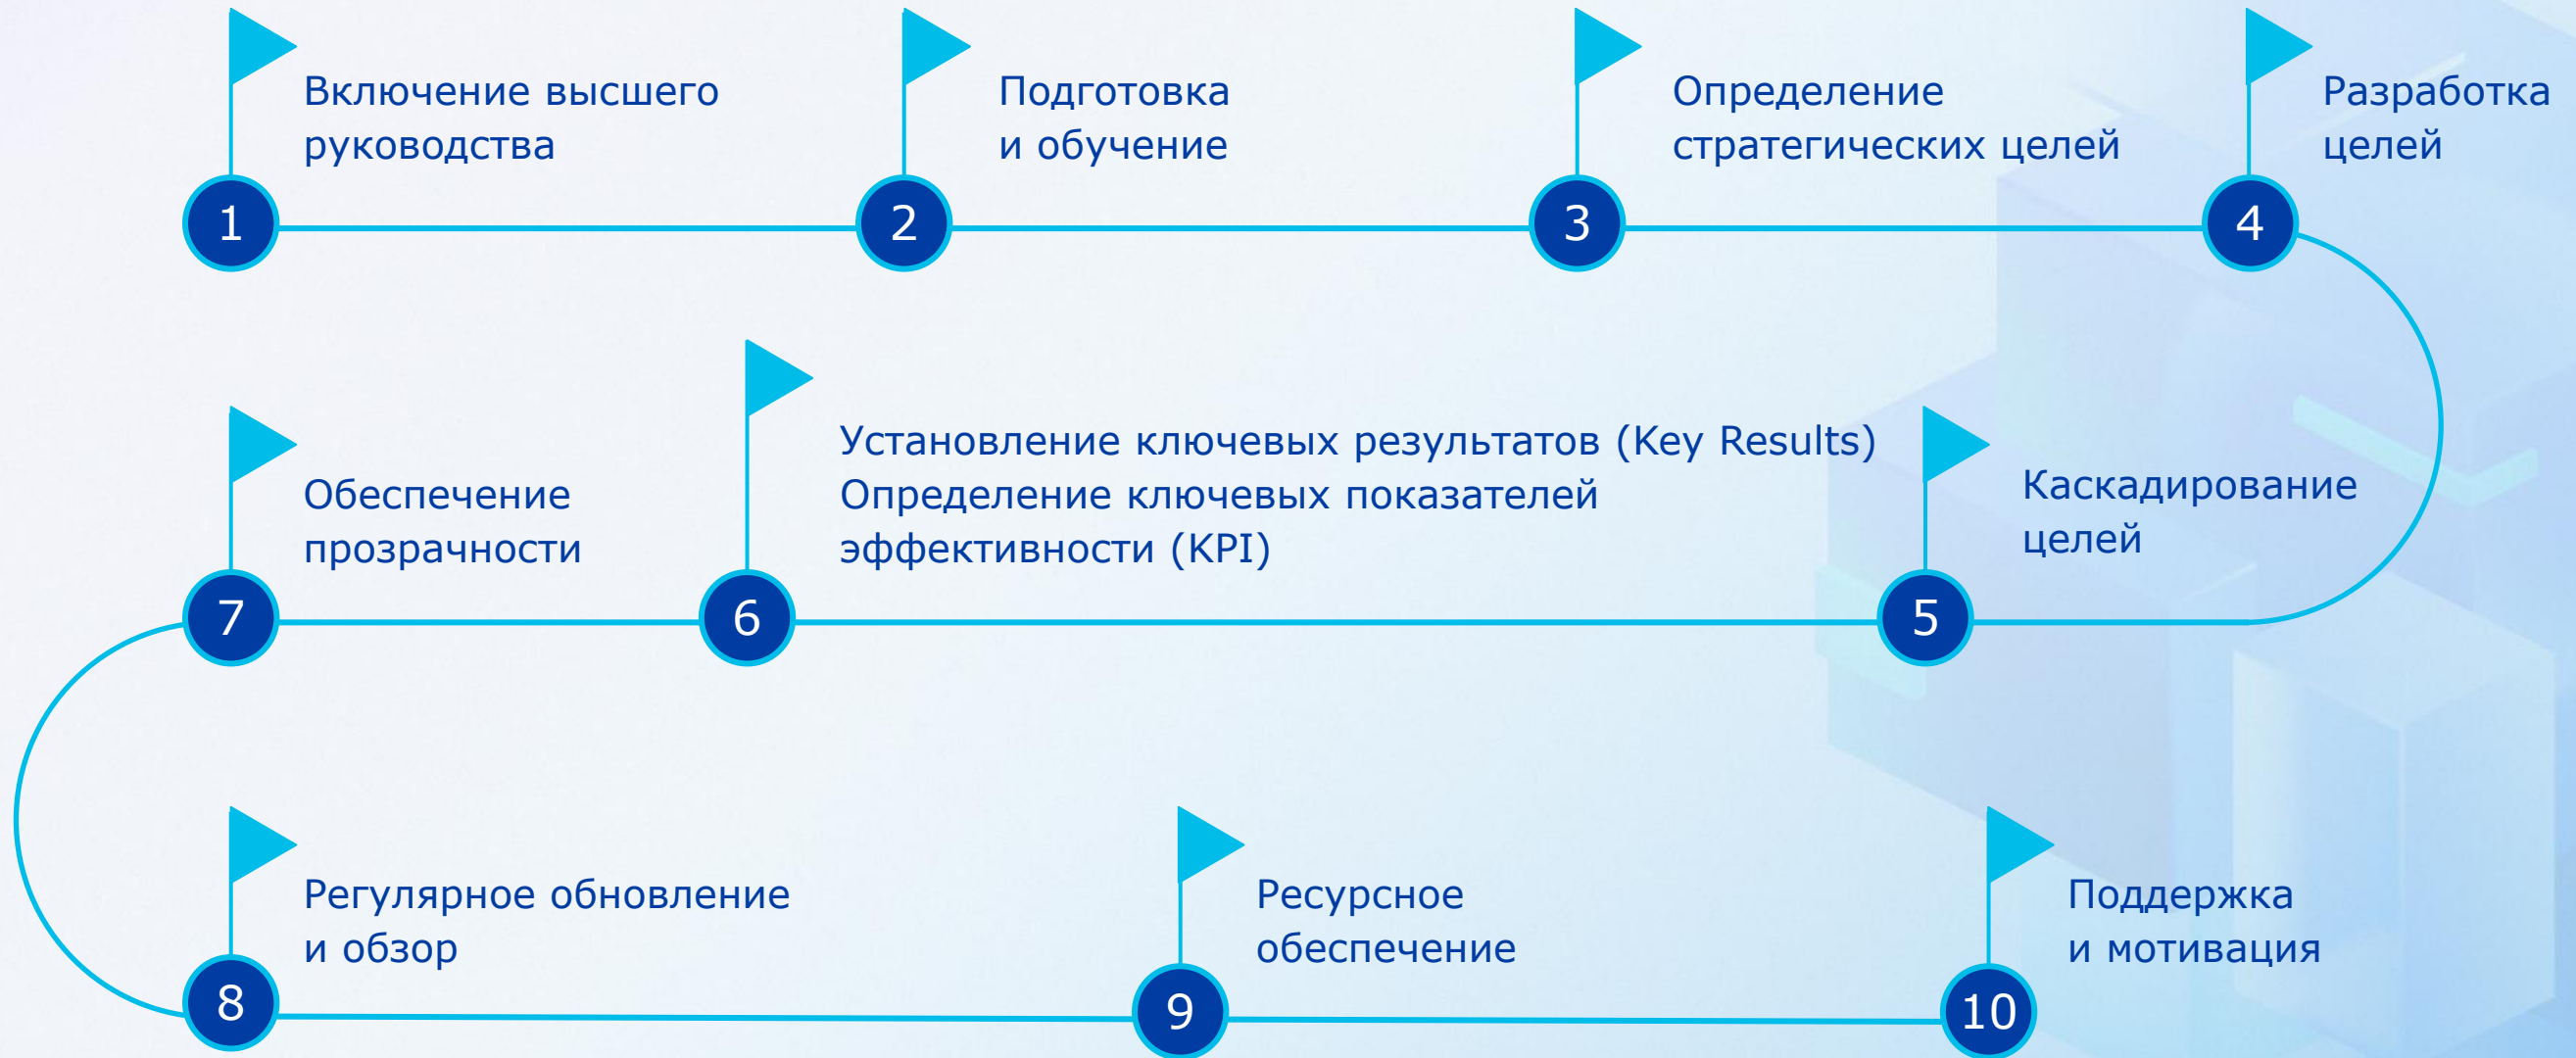 Включение высшего
руководства
1
Подготовка
и обучение
2
Определение
стратегических целей
3
Разработка
целей
4
Каскадирование
целей
5
Установление ключевых результатов (Key Results)
Определение ключевых показателей
эффективности (KPI)
6
Обеспечение
прозрачности
7
Регулярное обновление
и обзор
8
Ресурсное
обеспечение
9
Поддержка
и мотивация
10